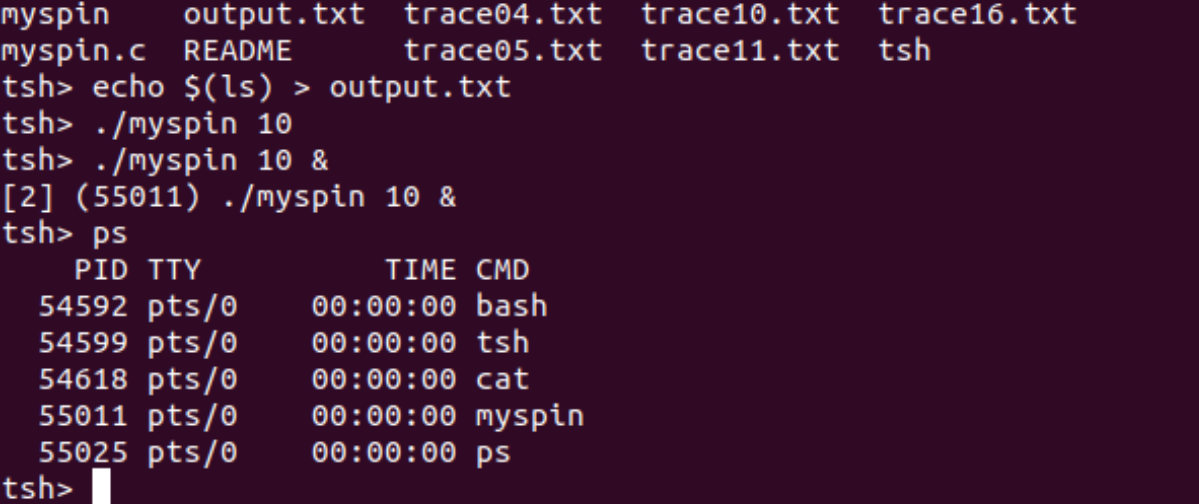 myspin    output.txt  trace04.txt  trace10.txt  trace16.txt
myspin.c  README      trace05.txt  trace11.txt  tsh
tsh> echo $(ls) > output.txt
tsh> ./myspin 10
tsh> ./myspin 10 &
[2] (55011) ./myspin 10 &
tsh> ps
    PID TTY          TIME CMD
  54592 pts/0    00:00:00 bash
  54599 pts/0    00:00:00 tsh
  54618 pts/0    00:00:00 cat
  55011 pts/0    00:00:00 myspin
  55025 pts/0    00:00:00 ps
tsh>